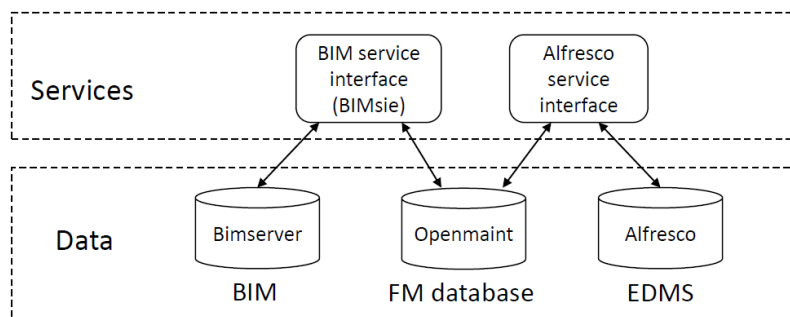 BIM service
interface
(BIMsie)
Alfresco
service
interface
Services
Data
Bimserver
Openmaint
Alfresco
BIM
FM database
EDMS